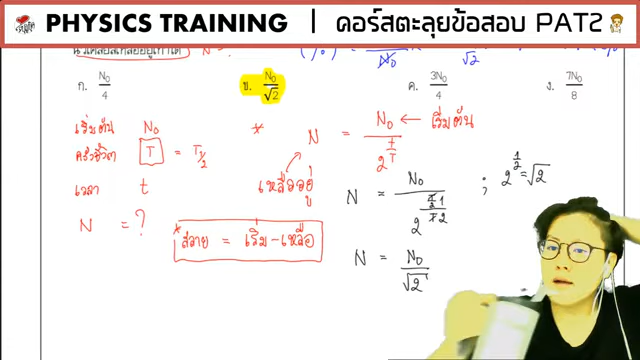 PHYSICS TRAINING | คอร์สตะลุยข้อสอบ PAT2
ก. N₀/4
ข. N₀/√2
ค. 3N₀/4
ง. 7N₀/8
เริ่มต้น N₀
ครึ่งชีวิต T = T½
เวลา t
N = ?
* N = N₀/2^(t/T) ← เริ่มต้น
เหลืออยู่
* สลาย = เริ่ม - เหลือ
N = N₀
; 2^(1/2) = √2
N = N₀/√2